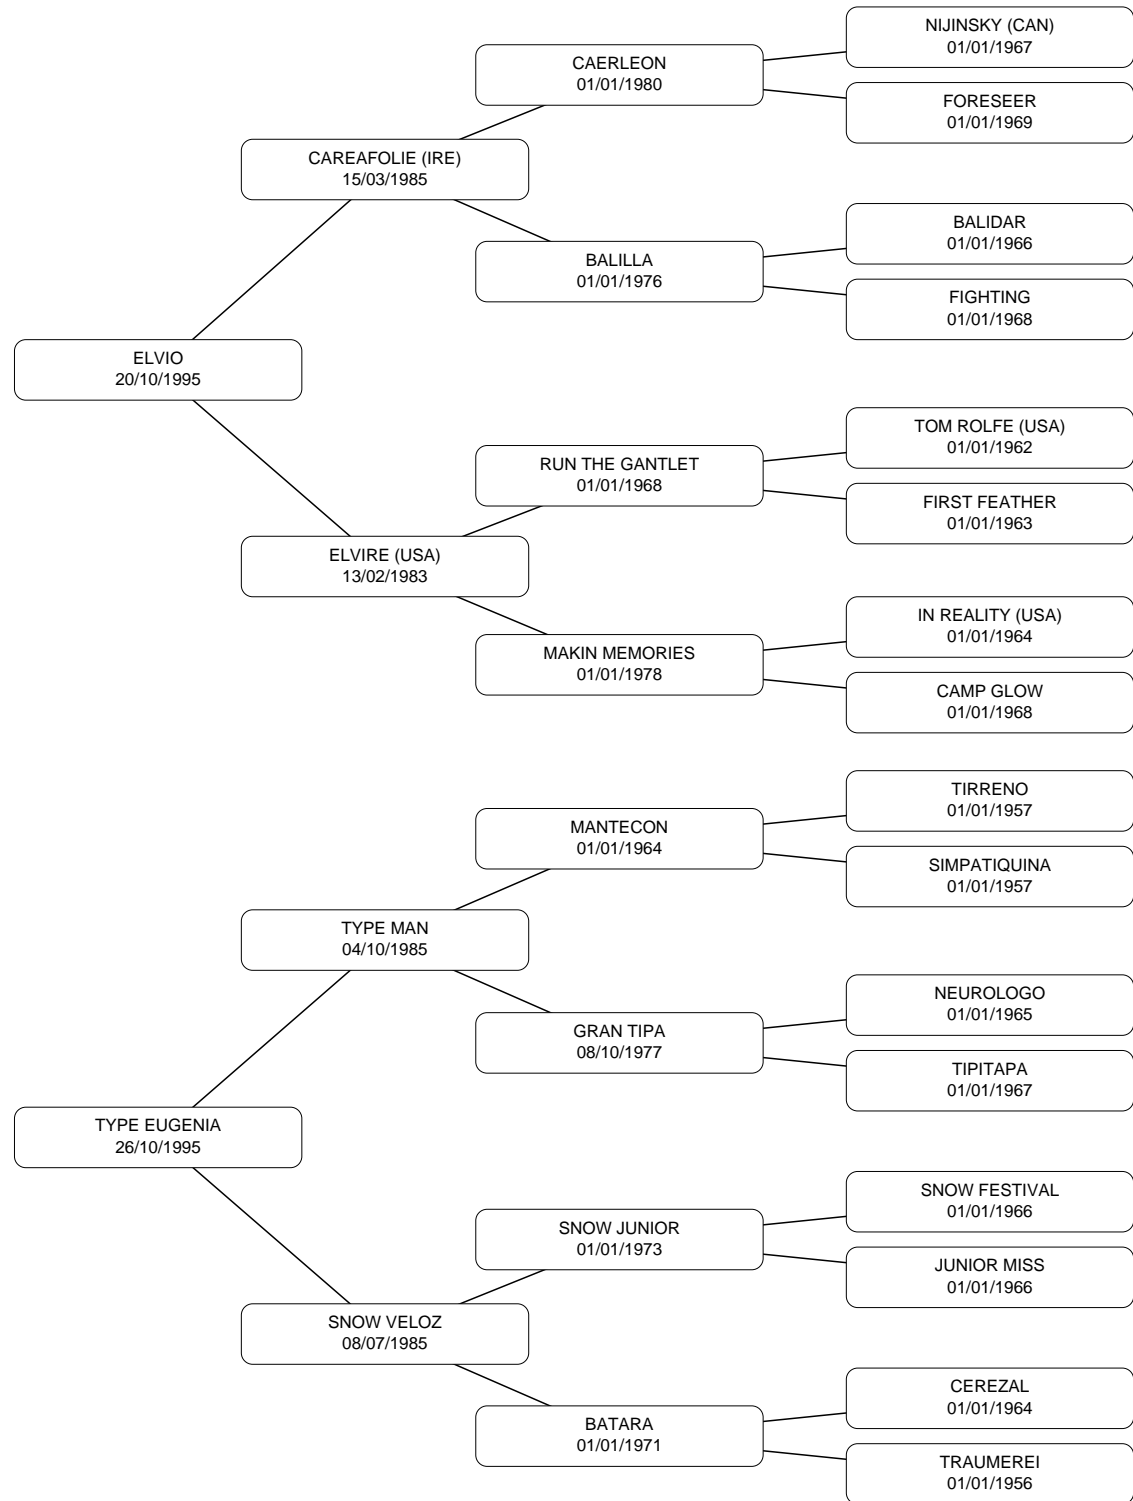 NIJINSKY (CAN)
01/01/1967
CAERLEON
01/01/1980
FORESEER
01/01/1969
CAREAFOLIE (IRE)
15/03/1985
BALIDAR
01/01/1966
BALILLA
01/01/1976
FIGHTING
01/01/1968
ELVIO
20/10/1995
TOM ROLFE (USA)
01/01/1962
RUN THE GANTLET
01/01/1968
FIRST FEATHER
01/01/1963
ELVIRE (USA)
13/02/1983
IN REALITY (USA)
01/01/1964
MAKIN MEMORIES
01/01/1978
CAMP GLOW
01/01/1968
TIRRENO
01/01/1957
MANTECON
01/01/1964
SIMPATIQUINA
01/01/1957
TYPE MAN
04/10/1985
NEUROLOGO
01/01/1965
GRAN TIPA
08/10/1977
TIPITAPA
01/01/1967
TYPE EUGENIA
26/10/1995
SNOW FESTIVAL
01/01/1966
SNOW JUNIOR
01/01/1973
JUNIOR MISS
01/01/1966
SNOW VELOZ
08/07/1985
CEREZAL
01/01/1964
BATARA
01/01/1971
TRAUMEREI
01/01/1956